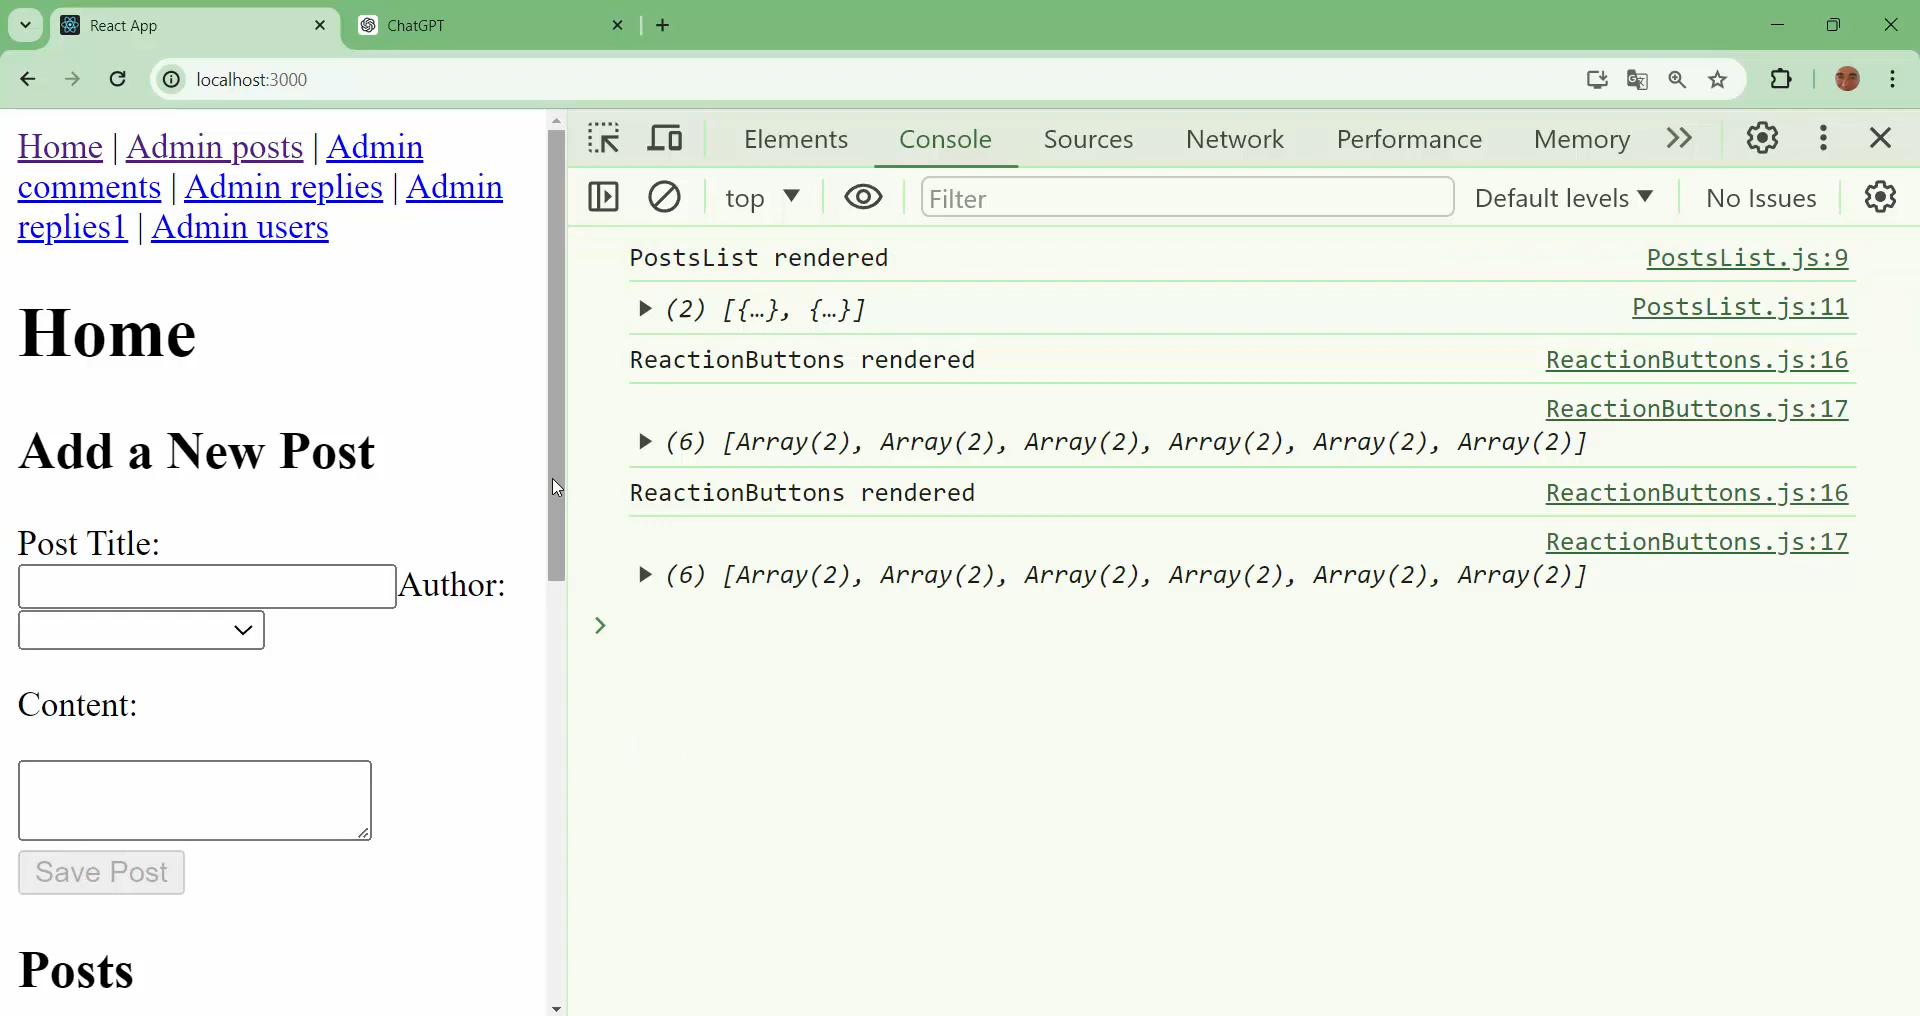 React App
ChatGPT
localhost:3000
Home | Admin posts | Admin
comments | Admin replies | Admin
replies1 | Admin users
Home
Add a New Post
Post Title:
Author:
Content:
Save Post
Posts
Elements Console Sources Network Performance Memory
top Filter Default levels No Issues
PostsList rendered PostsList.js:9
(2) [{…}, {…}] PostsList.js:11
ReactionButtons rendered ReactionButtons.js:16
ReactionButtons.js:17
(6) [Array(2), Array(2), Array(2), Array(2), Array(2), Array(2)]
ReactionButtons rendered ReactionButtons.js:16
ReactionButtons.js:17
(6) [Array(2), Array(2), Array(2), Array(2), Array(2), Array(2)]